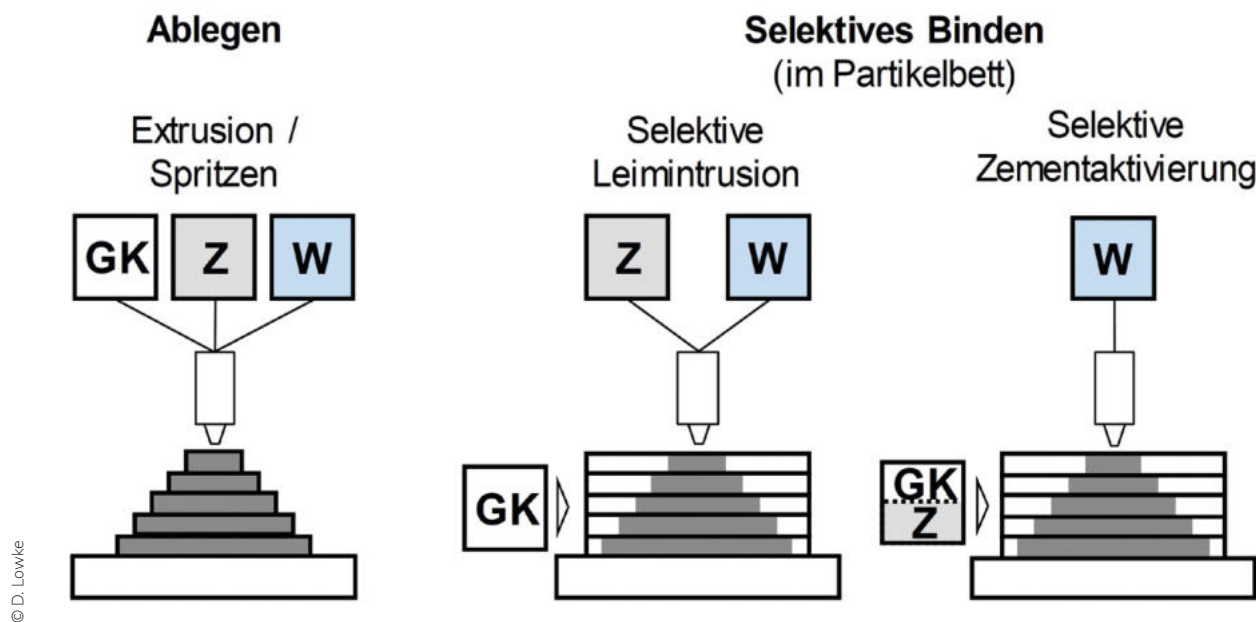 Ablegen
Extrusion /
Spritzen
GK
Z
W
Selektives Binden
(im Partikelbett)
Selektive
Leimintrusion
Z
W
GK
Selektive
Zementaktivierung
W
GK
Z
© D. Lowke